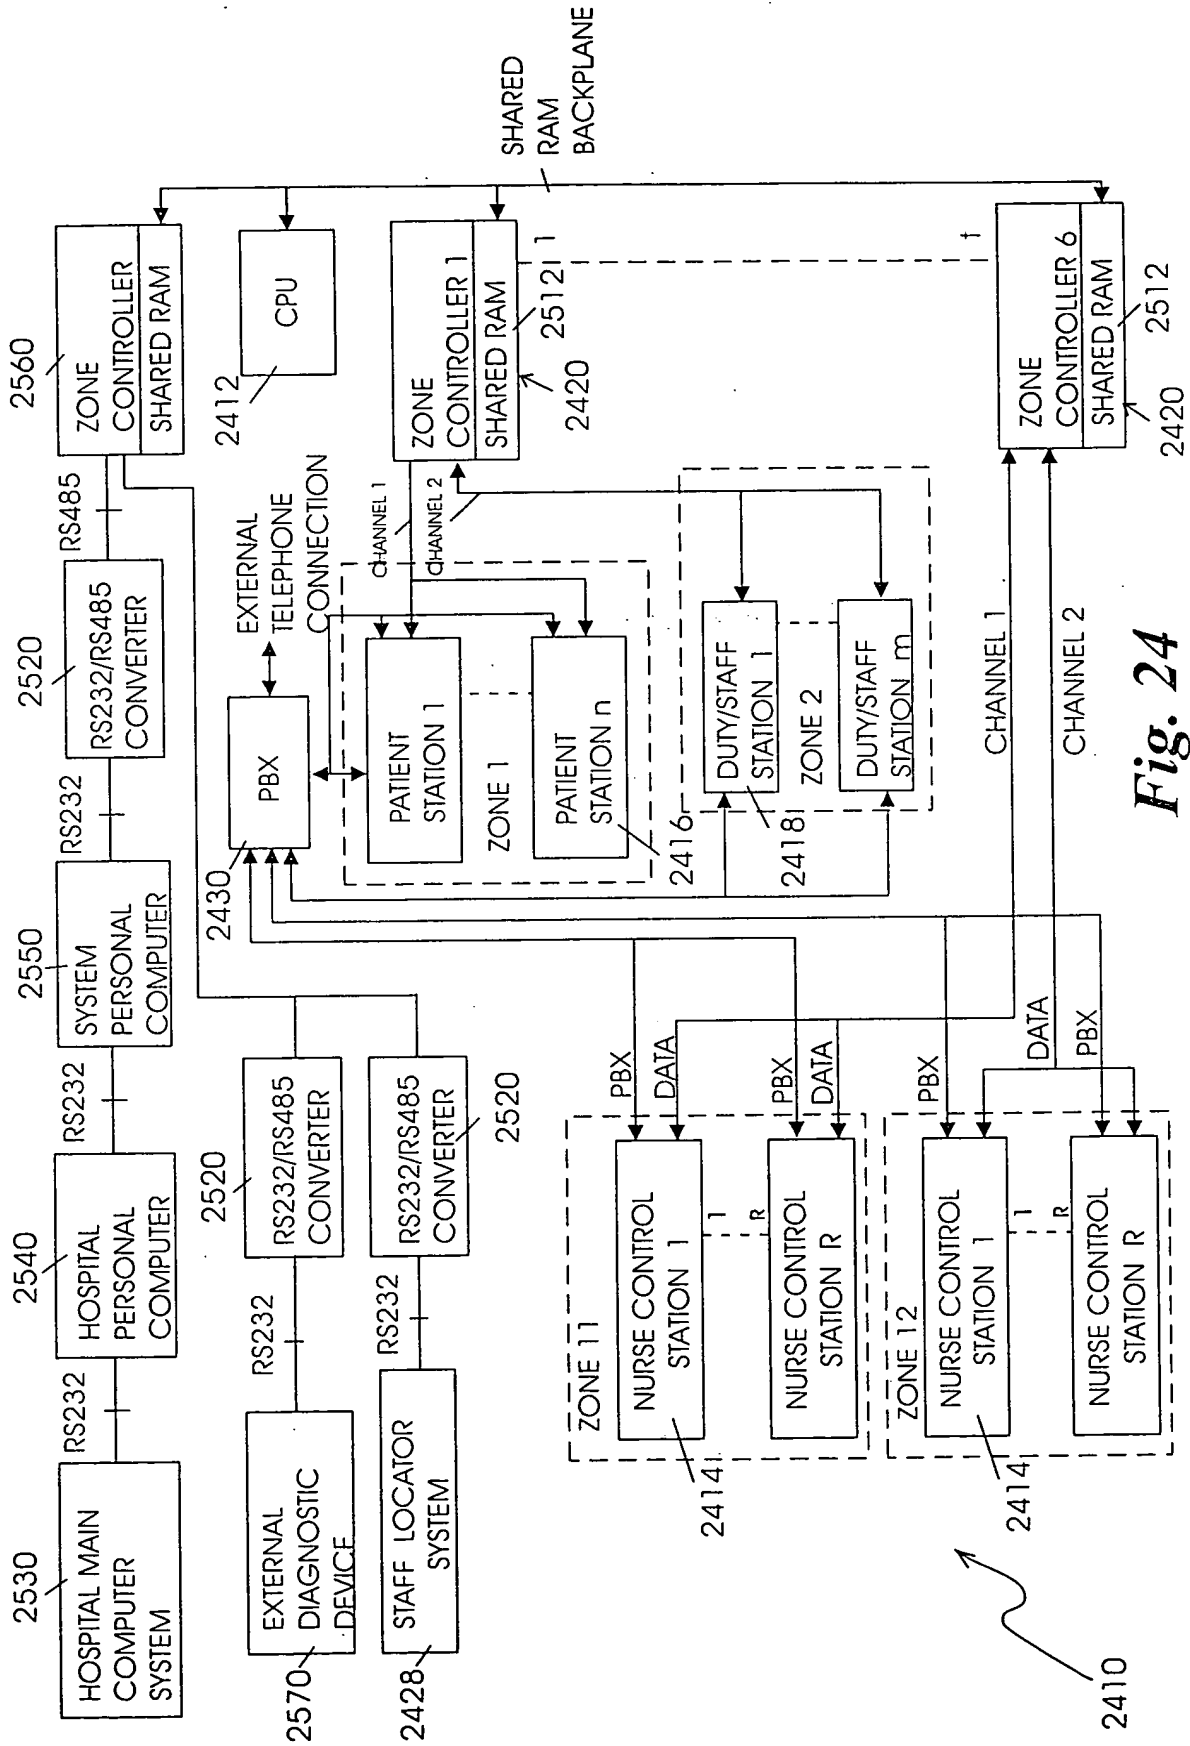 2530
HOSPITAL MAIN
COMPUTER
SYSTEM
RS232
2540
HOSPITAL
PERSONAL
COMPUTER
RS232
2550
SYSTEM
PERSONAL
COMPUTER
RS232
2520
RS232/RS485
CONVERTER
RS485
2560
ZONE
CONTROLLER
SHARED RAM
SHARED
RAM
BACKPLANE
2570
EXTERNAL
DIAGNOSTIC
DEVICE
RS232
2520
RS232/RS485
CONVERTER
2428
STAFF LOCATOR
SYSTEM
RS232
RS232/RS485
CONVERTER
2520
2430
PBX
EXTERNAL
TELEPHONE
CONNECTION
2412
CPU
CHANNEL 1
CHANNEL 2
ZONE
CONTROLLER 1
SHARED RAM
2512
2420
1
t
PATIENT
STATION 1
ZONE 1
PATIENT
STATION n
2416
DUTY/STAFF
STATION 1
2418
ZONE 2
DUTY/STAFF
STATION m
ZONE 11
NURSE CONTROL
STATION 1
2414
1
R
NURSE CONTROL
STATION R
PBX
DATA
PBX
DATA
ZONE 12
NURSE CONTROL
STATION 1
2414
1
R
NURSE CONTROL
STATION R
PBX
DATA
PBX
CHANNEL 1
CHANNEL 2
ZONE
CONTROLLER 6
SHARED RAM
2512
2420
2410
Fig. 24